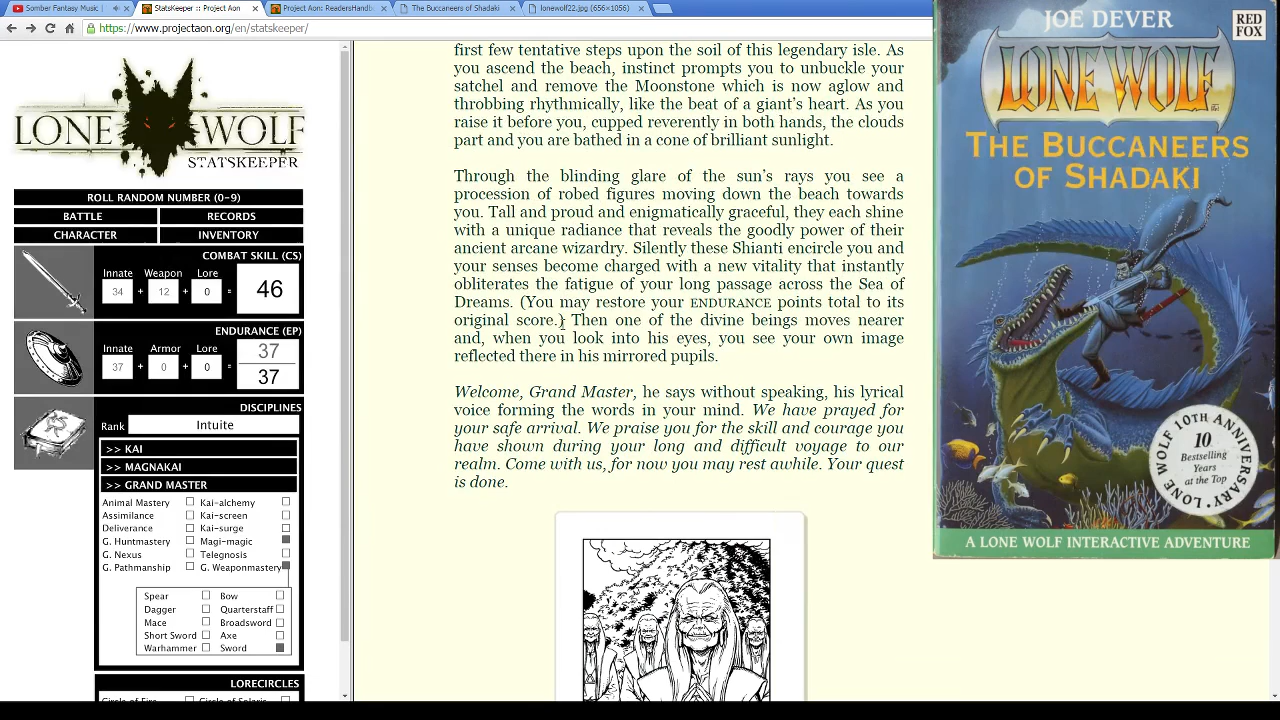 Somber Fantasy Music |
StatsKeeper :: Project Aon
Project Aon: ReadersHandb
The Buccaneers of Shadaki
lonewolf22.jpg (656×1056)
https://www.projectaon.org/en/statskeeper/
LONE WOLF
STATSKEEPER
ROLL RANDOM NUMBER (0-9)
BATTLE RECORDS
CHARACTER INVENTORY
COMBAT SKILL (CS)
Innate Weapon Lore
34 + 12 + 0 = 46
ENDURANCE (EP)
Innate Armor Lore
37 + 0 + 0 = 37
37
DISCIPLINES
Rank Intuite
>> KAI
>> MAGNAKAI
>> GRAND MASTER
Animal Mastery Kai-alchemy
Assimilance Kai-screen
Deliverance Kai-surge
G. Huntmastery Magi-magic
G. Nexus Telegnosis
G. Pathmanship G. Weaponmastery
Spear Bow
Dagger Quarterstaff
Mace Broadsword
Short Sword Axe
Warhammer Sword
LORECIRCLES
Circle of Fire Circle of Solaris
first few tentative steps upon the soil of this legendary isle. As
you ascend the beach, instinct prompts you to unbuckle your
satchel and remove the Moonstone which is now aglow and
throbbing rhythmically, like the beat of a giant's heart. As you
raise it before you, cupped reverently in both hands, the clouds
part and you are bathed in a cone of brilliant sunlight.
Through the blinding glare of the sun's rays you see a
procession of robed figures moving down the beach towards
you. Tall and proud and enigmatically graceful, they each shine
with a unique radiance that reveals the goodly power of their
ancient arcane wizardry. Silently these Shianti encircle you and
your senses become charged with a new vitality that instantly
obliterates the fatigue of your long passage across the Sea of
Dreams. (You may restore your ENDURANCE points total to its
original score.) Then one of the divine beings moves nearer
and, when you look into his eyes, you see your own image
reflected there in his mirrored pupils.
Welcome, Grand Master, he says without speaking, his lyrical
voice forming the words in your mind. We have prayed for
your safe arrival. We praise you for the skill and courage you
have shown during your long and difficult voyage to our
realm. Come with us, for now you may rest awhile. Your quest
is done.
JOE DEVER
RED
FOX
LONE WOLF
THE BUCCANEERS
OF SHADAKI
LONE WOLF 10TH ANNIVERSARY
10
Bestselling
Years
at the Top
A LONE WOLF INTERACTIVE ADVENTURE